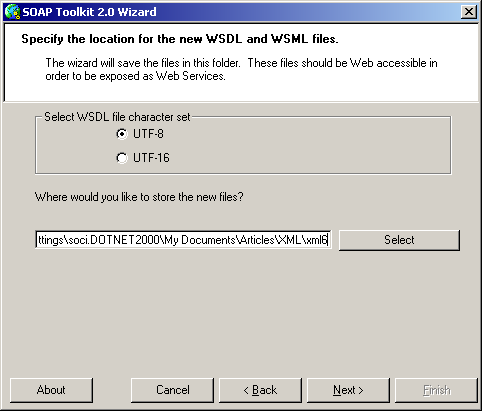 SOAP Toolkit 2.0 Wizard
Specify the location for the new WSDL and WSML files.
The wizard will save the files in this folder.  These files should be Web accessible in
order to be exposed as Web Services.
Select WSDL file character set
UTF-8
UTF-16
Where would you like to store the new files?
ttings\soci.DOTNET2000\My Documents\Articles\XML\xml6
Select
About
Cancel
< Back
Next >
Finish